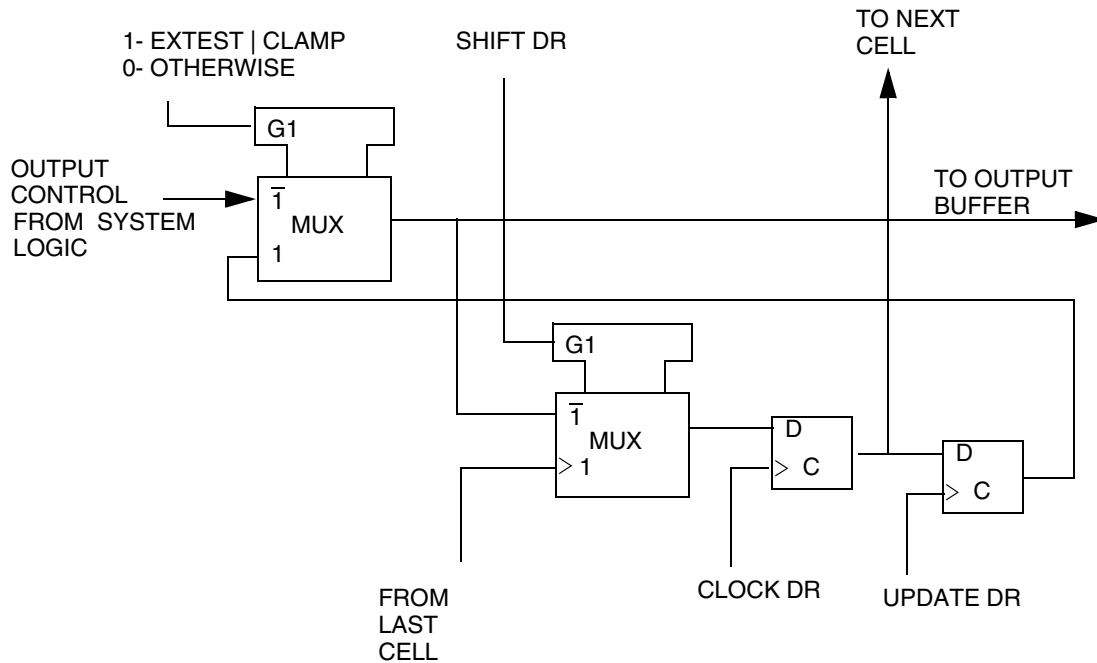 1- EXTEST | CLAMP
0- OTHERWISE
SHIFT DR
TO NEXT
CELL
G1
OUTPUT
CONTROL
FROM SYSTEM
LOGIC
1̅
MUX
1
TO OUTPUT
BUFFER
G1
1̅
MUX
1
D
C
D
C
FROM
LAST
CELL
CLOCK DR
UPDATE DR